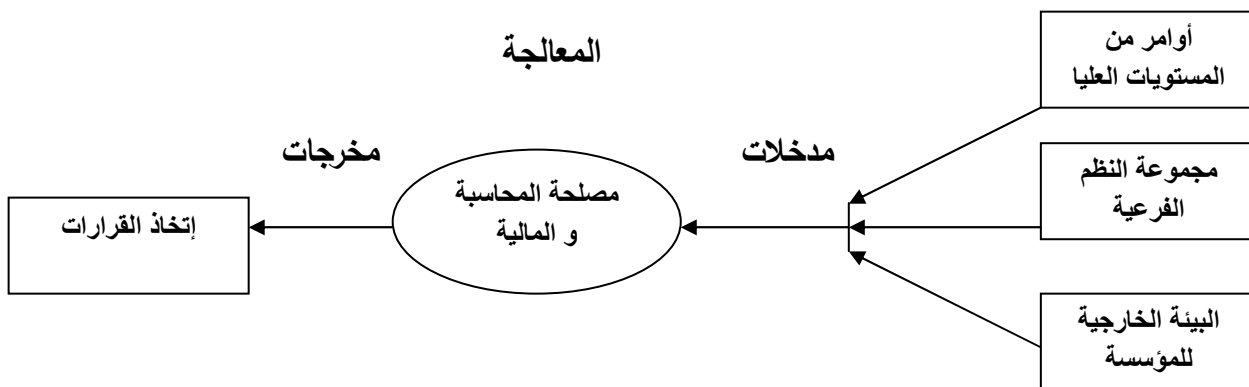 أوامر من
المستويات العليا
المعالجة
مدخلات
مخرجات
مجموعة النظم
الفرعية
مصلحة المحاسبة
و المالية
إتخاذ القرارات
البيئة الخارجية
للمؤسسة